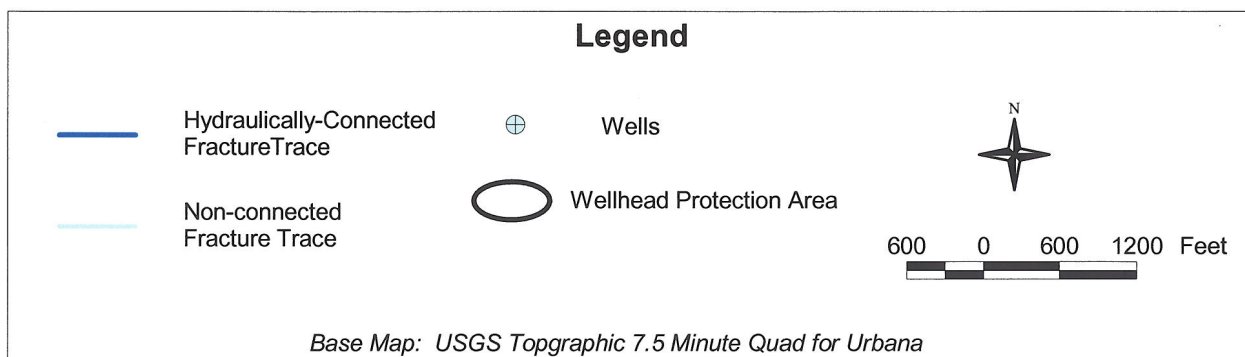 Legend
Hydraulically-Connected
FractureTrace
Wells
N
Wellhead Protection Area
Non-connected
Fracture Trace
600 0 600 1200 Feet
Base Map: USGS Topgraphic 7.5 Minute Quad for Urbana